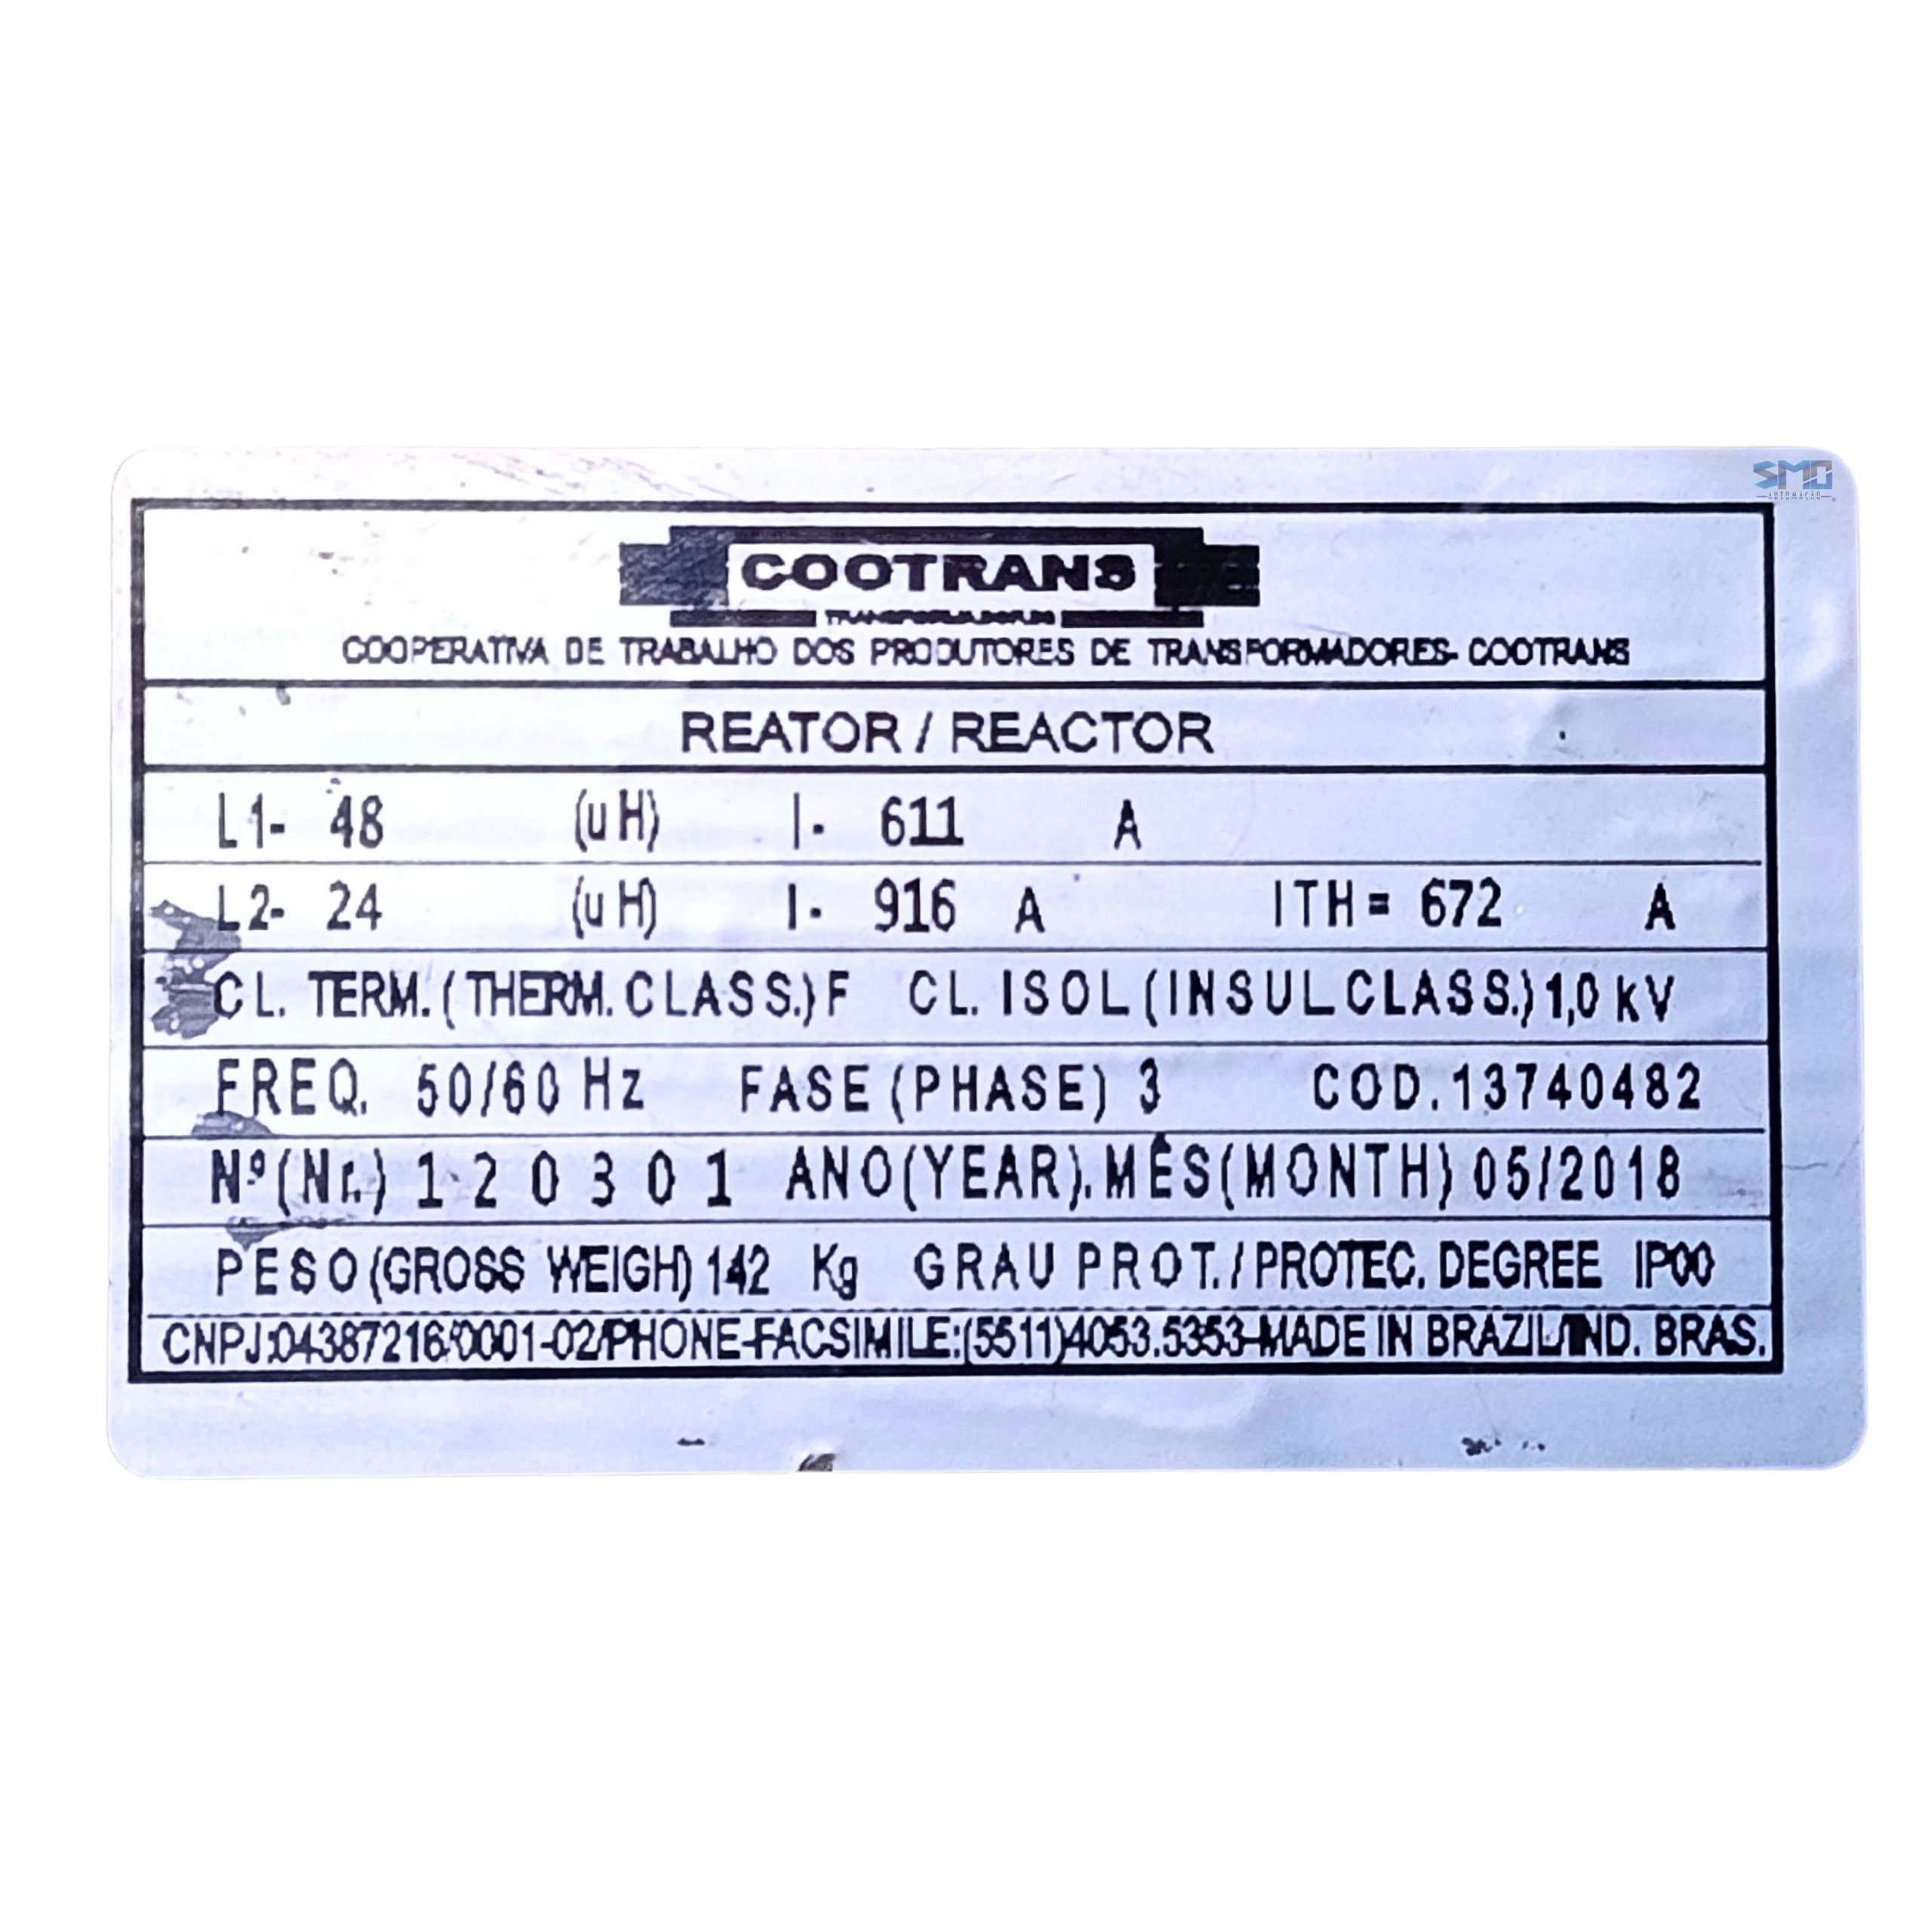 SMO
AUTOMAÇÃO
COOTRANS
TRANSFORMADORES
COOPERATIVA DE TRABALHO DOS PRODUTORES DE TRANSFORMADORES- COOTRANS
REATOR / REACTOR
L1- 48 (uH) I- 611 A
L2- 24 (uH) I- 916 A ITH= 672 A
CL. TERM. (THERM. CLASS.) F CL. ISOL (INSULCLASS.) 1,0 kV
FREQ. 50/60 Hz FASE (PHASE) 3 COD. 13740482
Nº (Nr.) 1 2 0 3 0 1 ANO (YEAR). MÊS (MONTH) 05/2018
PESO (GROSS WEIGH) 142 Kg GRAU PROT. / PROTEC. DEGREE IP00
CNPJ:04387216/0001-02/PHONE-FACSIMILE:(5511)4053.5353-MADE IN BRAZIL/IND. BRAS.